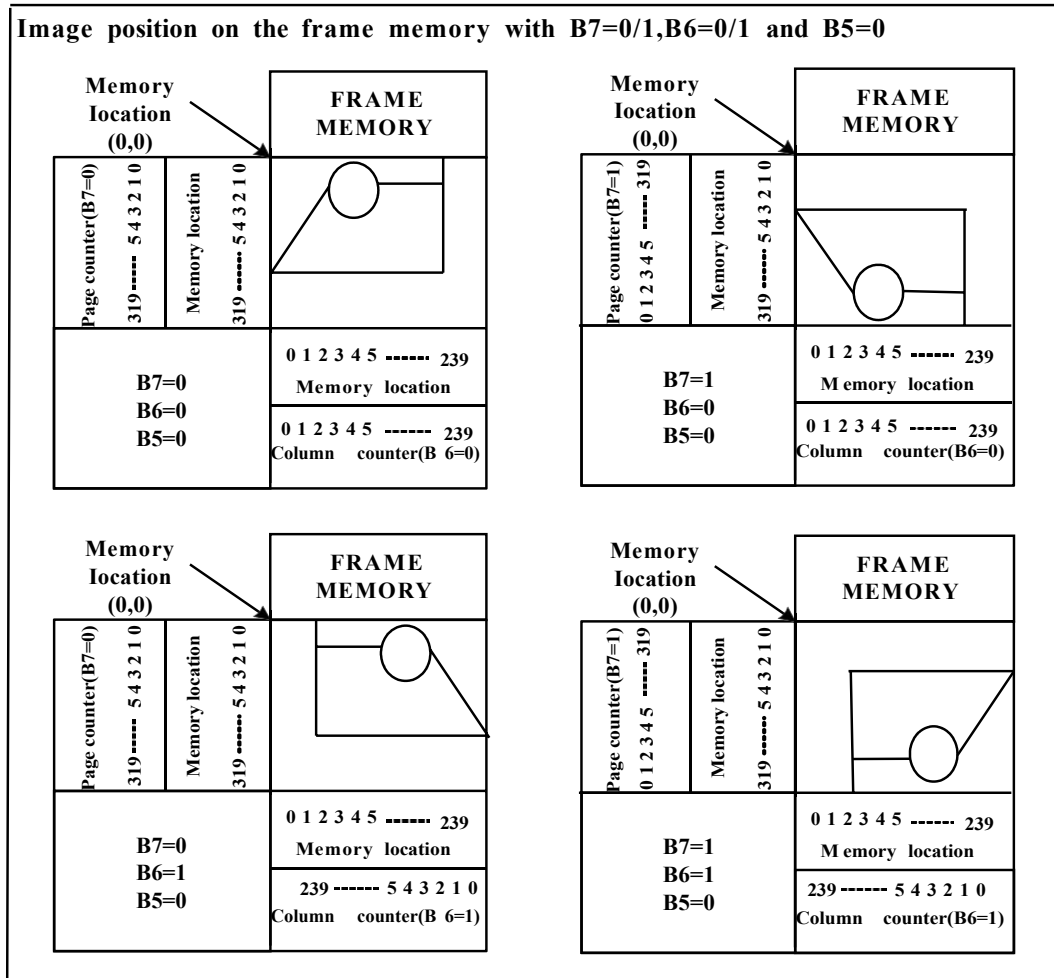 Image position on the frame memory with B7=0/1,B6=0/1 and B5=0
Memory
location
(0,0)
FRAME
MEMORY
Page counter(B7=0)
319 ------ 5 4 3 2 1 0
Memory location
319 ------ 5 4 3 2 1 0
B7=0
B6=0
B5=0
0 1 2 3 4 5 ------ 239
Memory location
0 1 2 3 4 5 ------ 239
Column counter(B 6=0)
Memory
location
(0,0)
FRAME
MEMORY
Page counter(B7=1)
0 1 2 3 4 5 ------ 319
Memory location
319 ------ 5 4 3 2 1 0
B7=1
B6=0
B5=0
0 1 2 3 4 5 ------ 239
M emory location
0 1 2 3 4 5 ------ 239
Column counter(B6=0)
Memory
location
(0,0)
FRAME
MEMORY
Page counter(B7=0)
319 ------ 5 4 3 2 1 0
Memory location
319 ------ 5 4 3 2 1 0
B7=0
B6=1
B5=0
0 1 2 3 4 5 ------ 239
Memory location
239 ------ 5 4 3 2 1 0
Column counter(B 6=1)
Memory
location
(0,0)
FRAME
MEMORY
Page counter(B7=1)
0 1 2 3 4 5 ------ 319
Memory location
319 ------ 5 4 3 2 1 0
B7=1
B6=1
B5=0
0 1 2 3 4 5 ------ 239
M emory location
239 ------ 5 4 3 2 1 0
Column counter(B6=1)